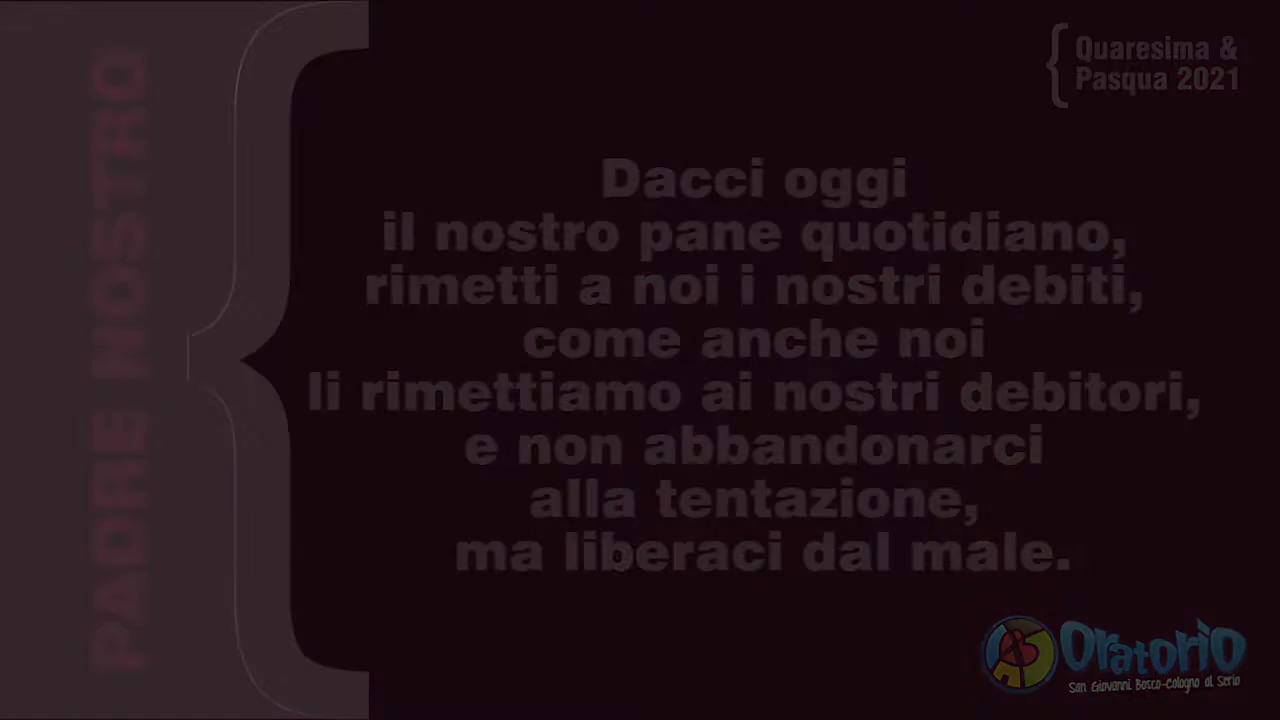 PADRE NOSTRO
Quaresima &
Pasqua 2021
Dacci oggi
il nostro pane quotidiano,
rimetti a noi i nostri debiti,
come anche noi
li rimettiamo ai nostri debitori,
e non abbandonarci
alla tentazione,
ma liberaci dal male.
Oratorio
San Giovanni Bosco-Cologno al Serio